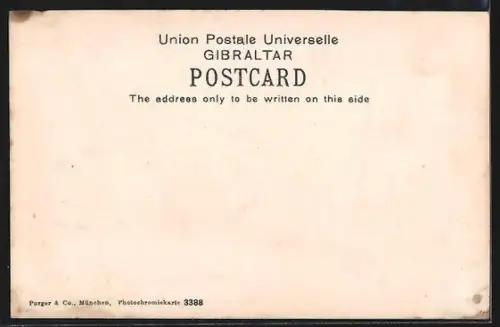 Union Postale Universelle
GIBRALTAR
POSTCARD
The address only to be written on this side
Purger & Co., München, Photochromiekarte 3388